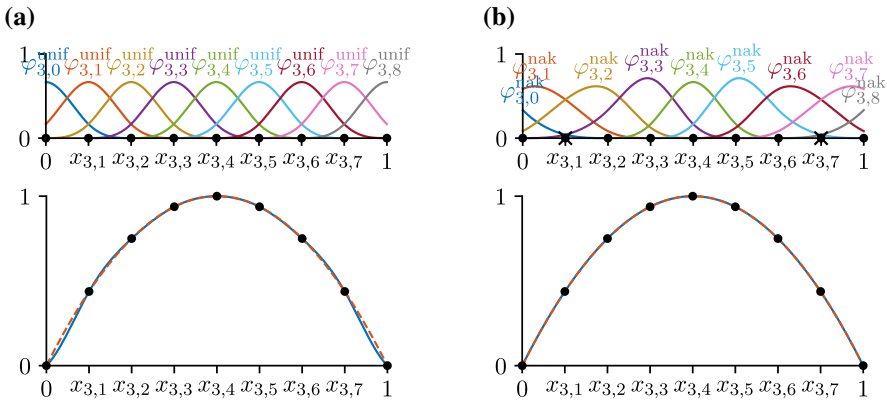 (a)
1
φ_{3,0}^{unif} φ_{3,1}^{unif} φ_{3,2}^{unif} φ_{3,3}^{unif} φ_{3,4}^{unif} φ_{3,5}^{unif} φ_{3,6}^{unif} φ_{3,7}^{unif} φ_{3,8}^{unif}
0
0 x_{3,1} x_{3,2} x_{3,3} x_{3,4} x_{3,5} x_{3,6} x_{3,7} 1
1
0
0 x_{3,1} x_{3,2} x_{3,3} x_{3,4} x_{3,5} x_{3,6} x_{3,7} 1
(b)
1
φ_{3,0}^{nak} φ_{3,1}^{nak} φ_{3,2}^{nak} φ_{3,3}^{nak} φ_{3,4}^{nak} φ_{3,5}^{nak} φ_{3,6}^{nak} φ_{3,7}^{nak} φ_{3,8}^{nak}
0
0 x_{3,1} x_{3,2} x_{3,3} x_{3,4} x_{3,5} x_{3,6} x_{3,7} 1
1
0
0 x_{3,1} x_{3,2} x_{3,3} x_{3,4} x_{3,5} x_{3,6} x_{3,7} 1